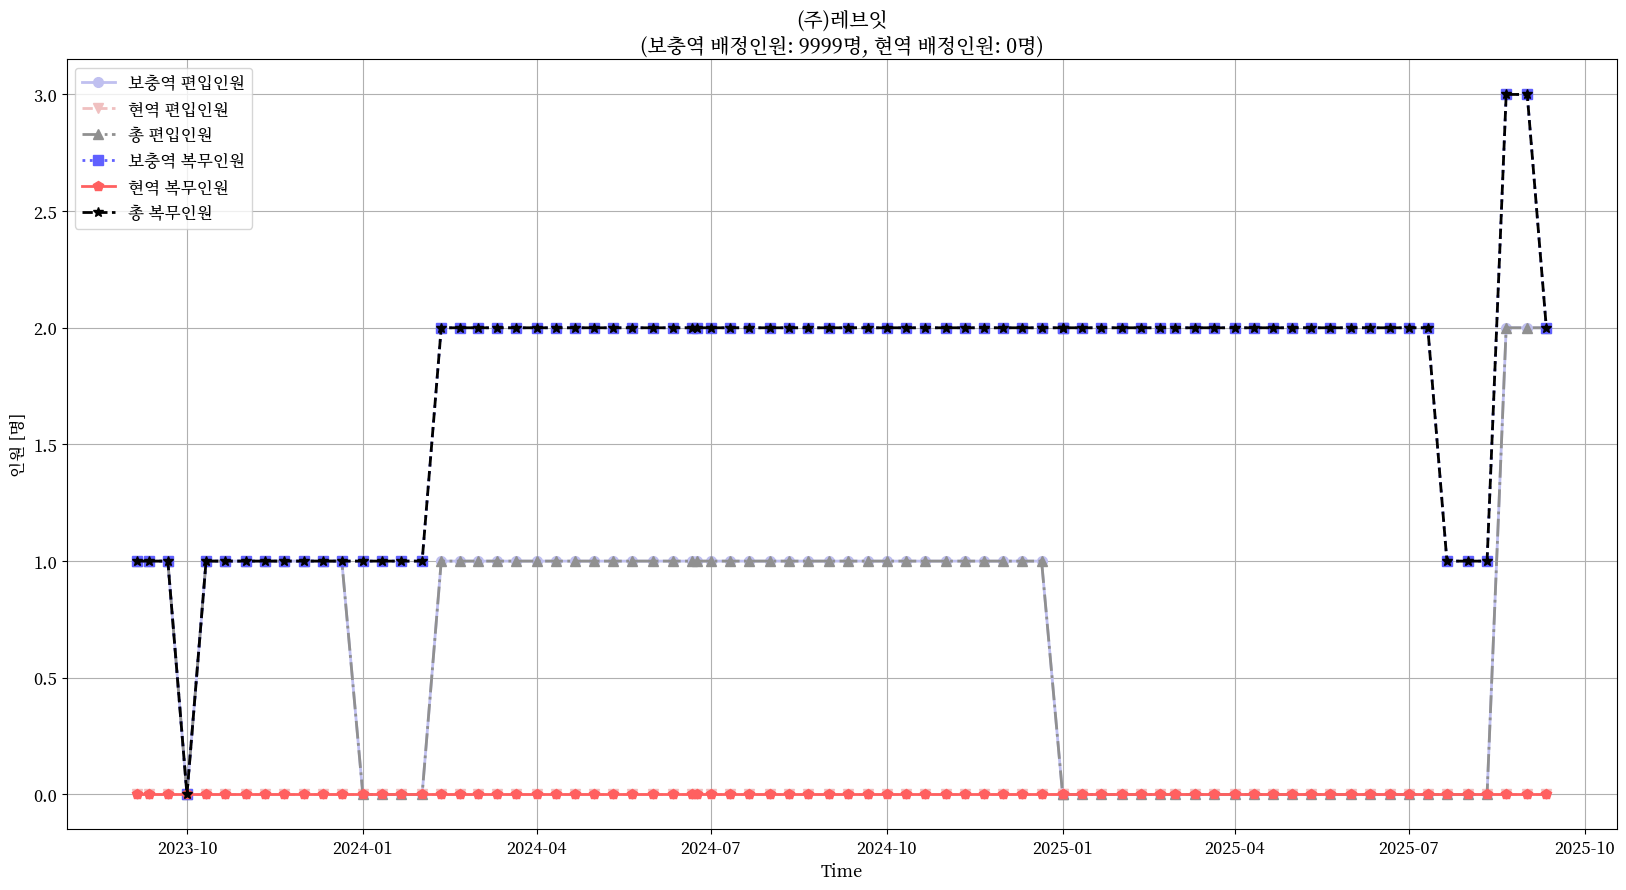 (주)레브잇
(보충역 배정인원: 9999명, 현역 배정인원: 0명)
보충역 편입인원
현역 편입인원
총 편입인원
보충역 복무인원
현역 복무인원
총 복무인원
인원 [명]
3.0
2.5
2.0
1.5
1.0
0.5
0.0
2023-10
2024-01
2024-04
2024-07
2024-10
2025-01
2025-04
2025-07
2025-10
Time